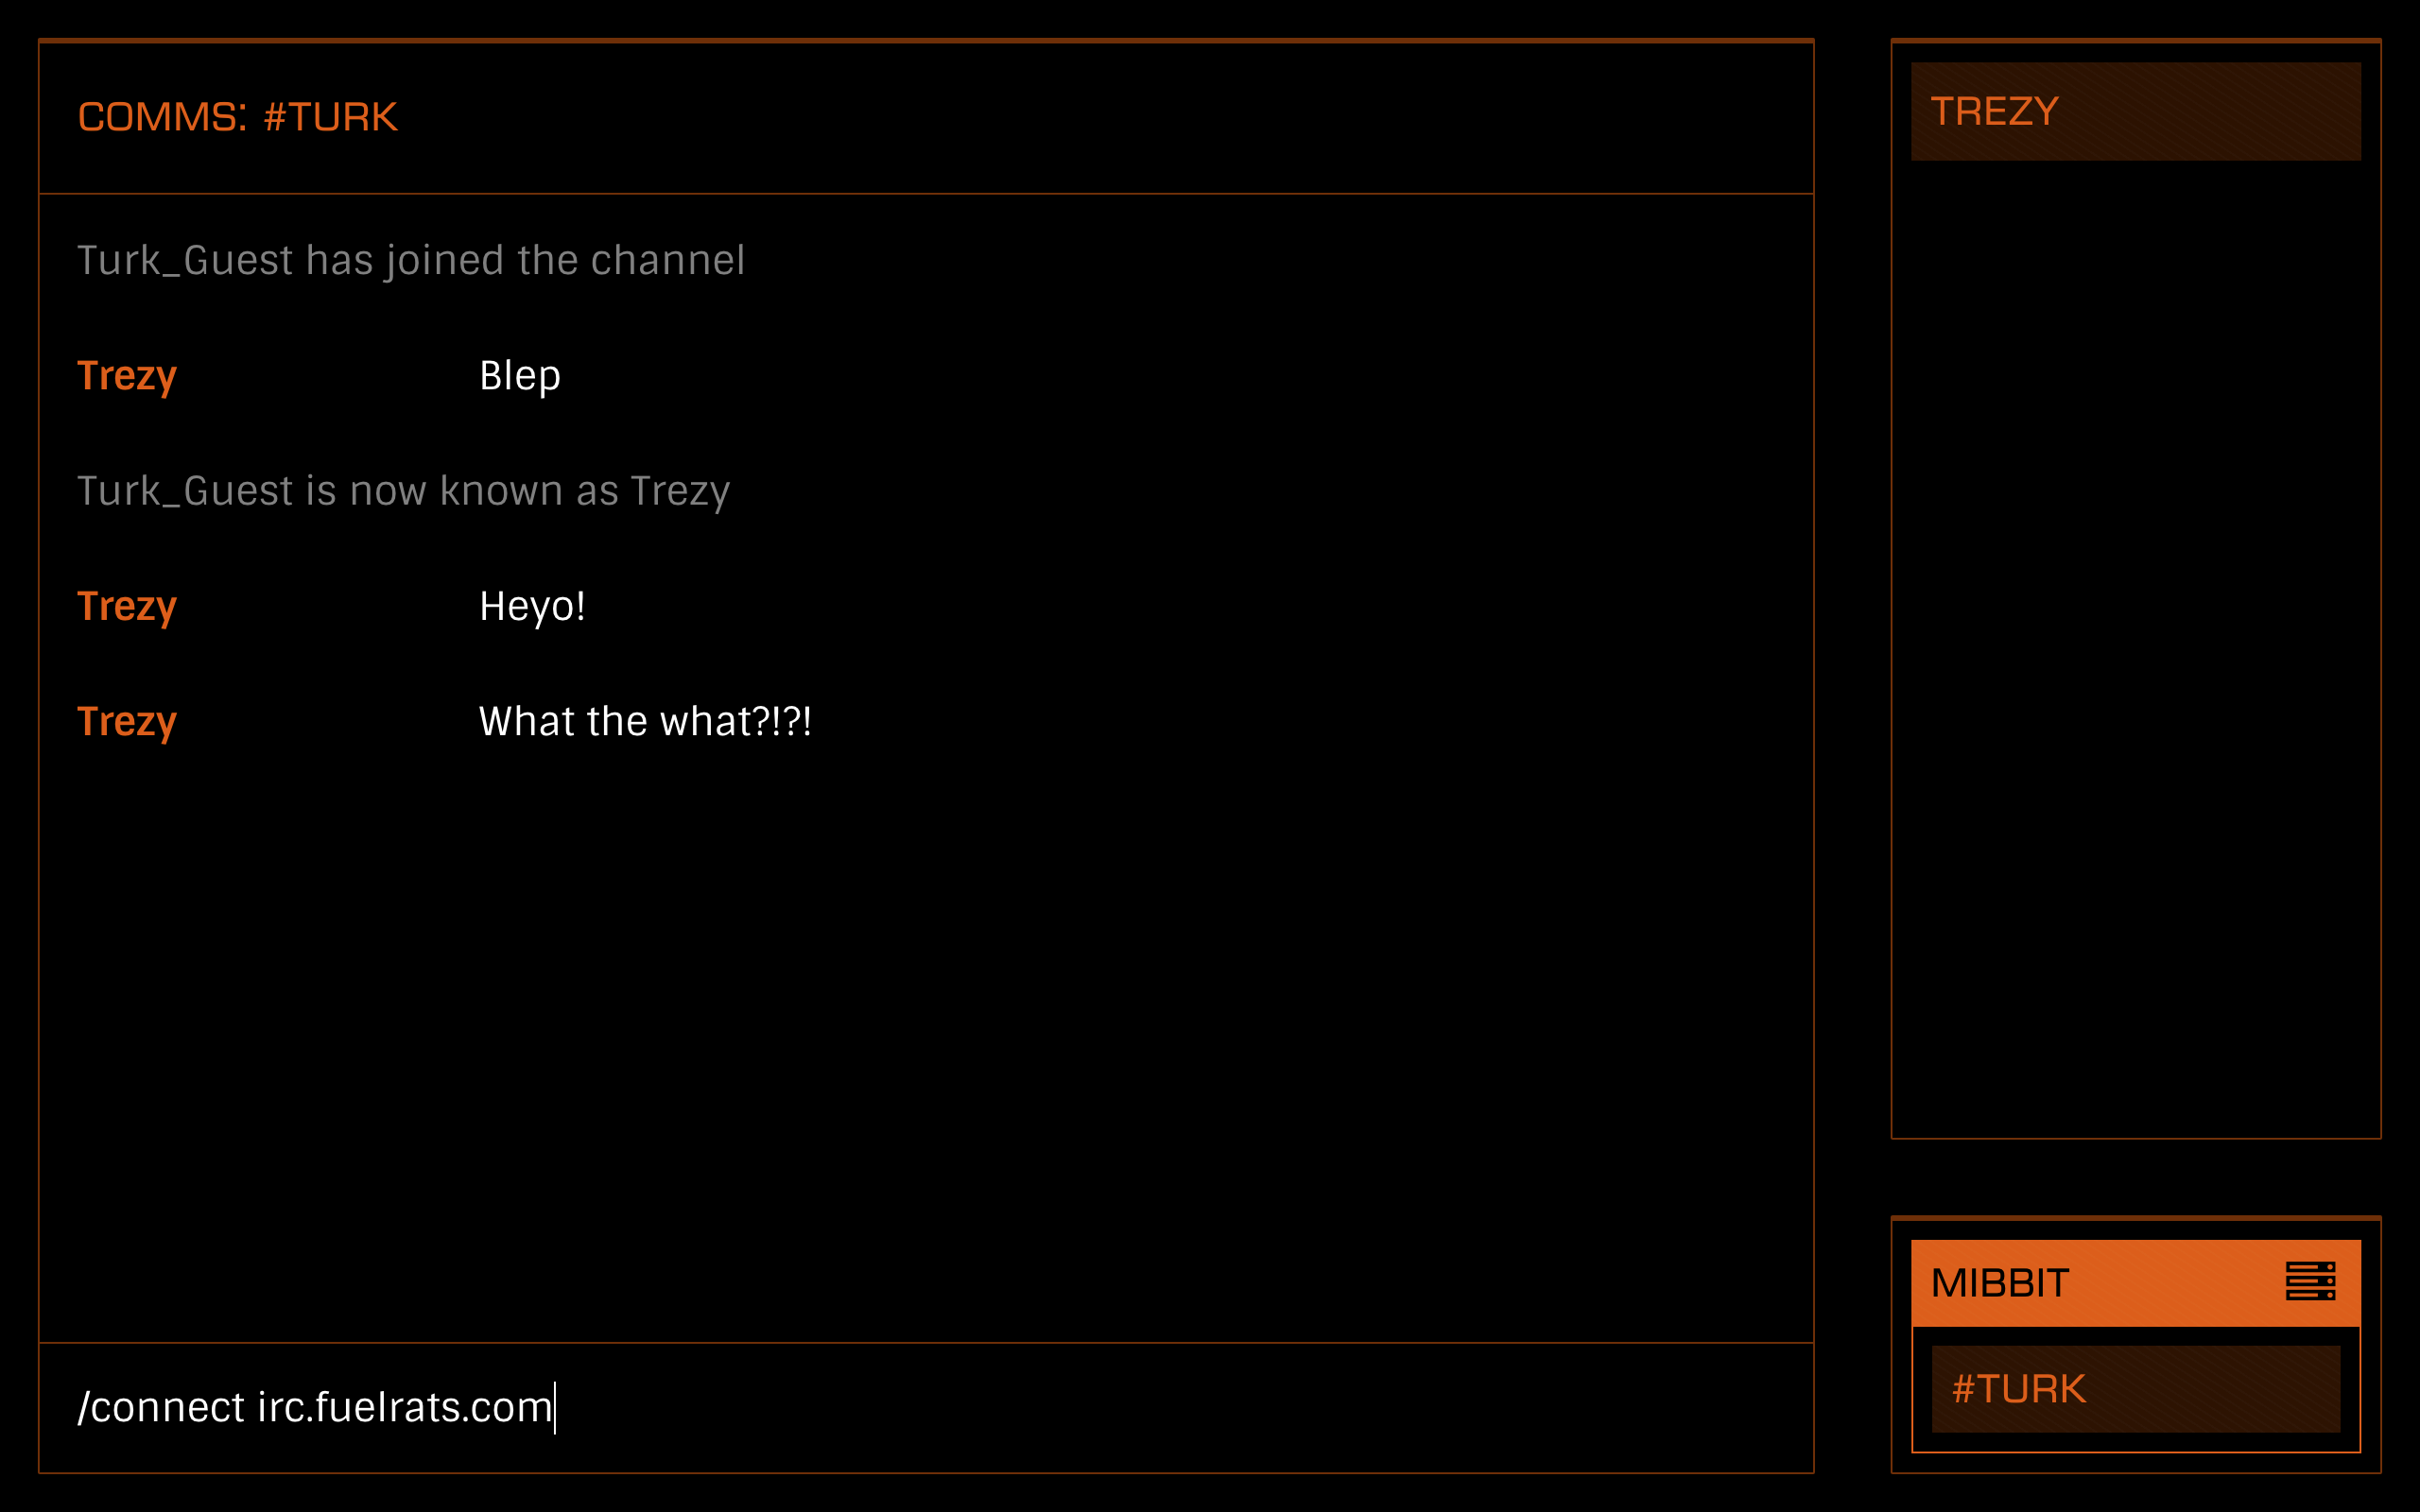 COMMS: #TURK
Turk_Guest has joined the channel
Trezy Blep
Turk_Guest is now known as Trezy
Trezy Heyo!
Trezy What the what?!?!
/connect irc.fuelrats.com
TREZY
MIBBIT
#TURK